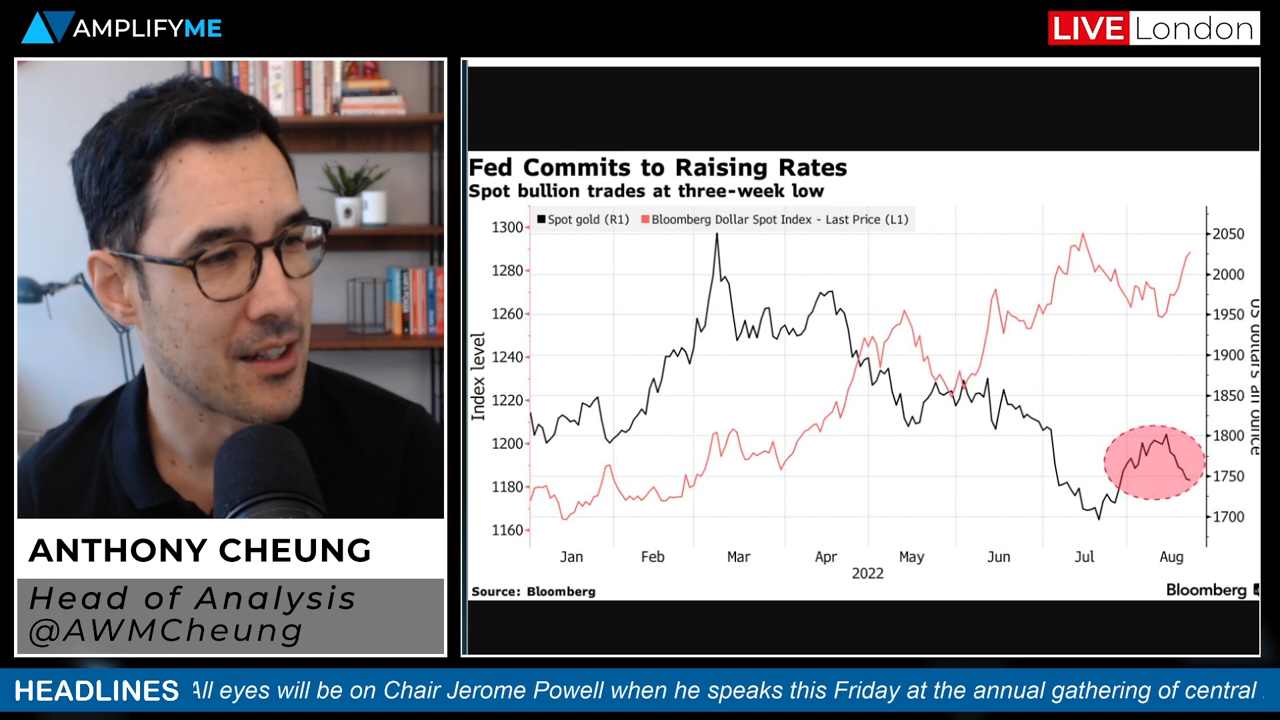 AMPLIFYME
LIVE London
Fed Commits to Raising Rates
Spot bullion trades at three-week low
Spot gold (R1) Bloomberg Dollar Spot Index - Last Price (L1)
1300
1280
1260
1240
1220
1200
1180
1160
Index level
2050
2000
1950
1900
1850
1800
1750
1700
US dollars an ounce
Jan Feb Mar Apr May Jun Jul Aug
2022
Source: Bloomberg
Bloomberg
ANTHONY CHEUNG
Head of Analysis
@AWMCheung
HEADLINES All eyes will be on Chair Jerome Powell when he speaks this Friday at the annual gathering of central